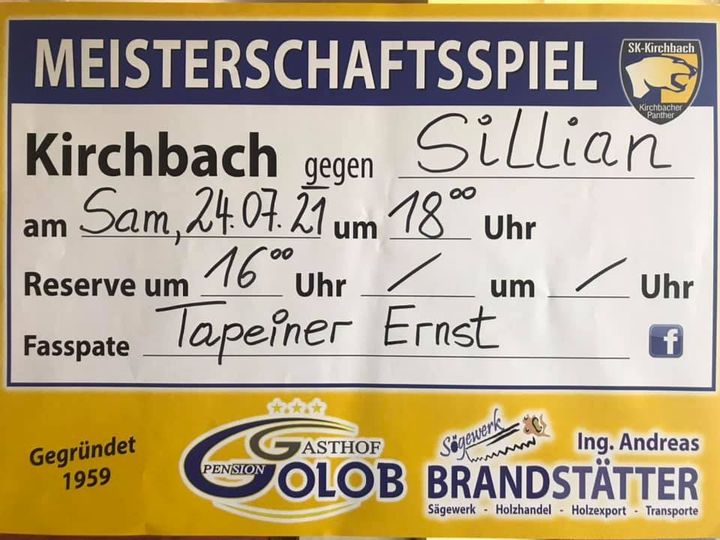 MEISTERSCHAFTSSPIEL
SK-Kirchbach
Kirchbacher
Panther
Kirchbach gegen Sillian
am Sam, 24.07.21 um 18⁰⁰ Uhr
Reserve um 16⁰⁰ Uhr / um / Uhr
Fasspate Tapeiner Ernst
f
Gegründet
1959
GASTHOF
PENSION GOLOB
Sägewerk
Ing. Andreas
BRANDSTÄTTER
Sägewerk - Holzhandel - Holzexport - Transporte